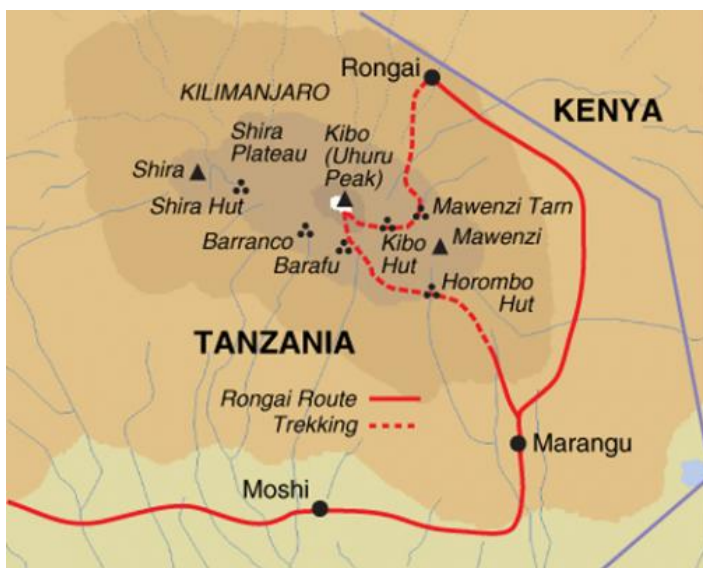 Rongai
KILIMANJARO
KENYA
Shira
Plateau
Kibo
(Uhuru
Peak)
Shira
Shira Hut
Mawenzi Tarn
Barranco
Kibo
Hut
Mawenzi
Barafu
Horombo
Hut
TANZANIA
Rongai Route
Trekking
Marangu
Moshi